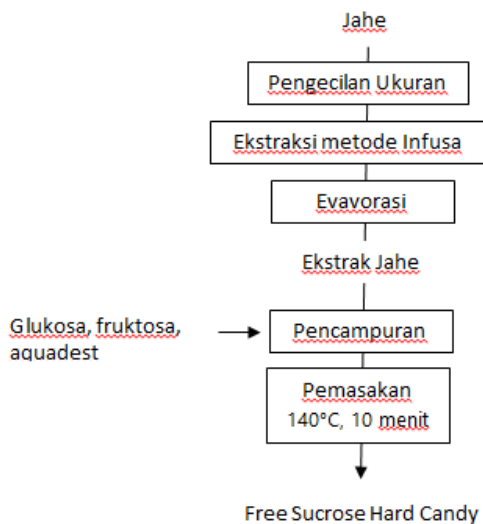 Jahe
Pengecilan Ukuran
Ekstraksi metode Infusa
Evavorasi
Ekstrak Jahe
Glukosa, fruktosa,
aquadest
Pencampuran
Pemasakan
140°C, 10 menit
Free Sucrose Hard Candy